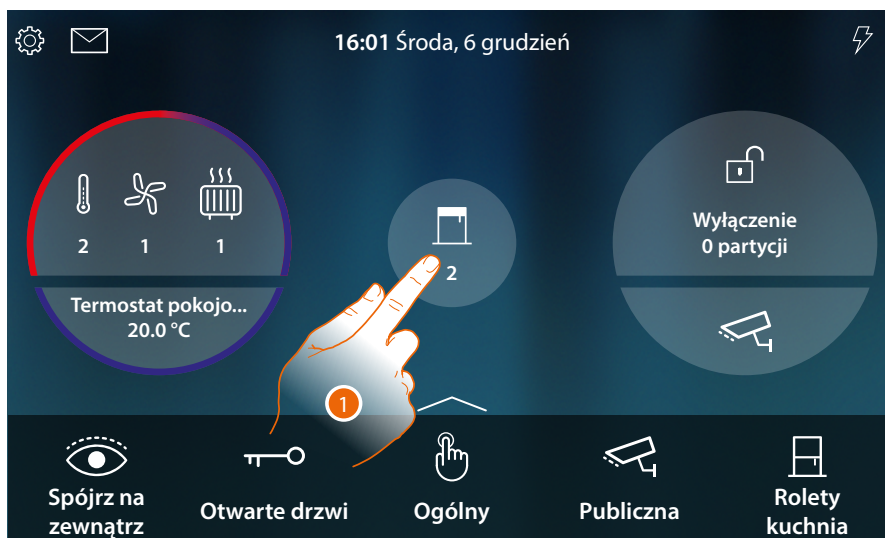 16:01 Środa, 6 grudzień
2 1 1
Termostat pokojo...
20.0 °C
2
Wyłączenie
0 partycji
1
Spójrz na
zewnątrz
Otwarte drzwi
Ogólny
Publiczna
Rolety
kuchnia